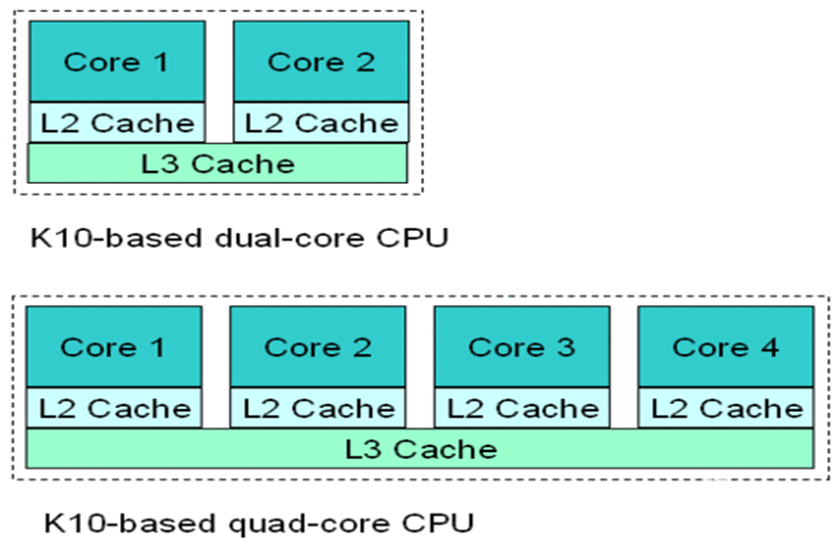 Core 1 Core 2
L2 Cache L2 Cache
L3 Cache
K10-based dual-core CPU
Core 1 Core 2 Core 3 Core 4
L2 Cache L2 Cache L2 Cache L2 Cache
L3 Cache
K10-based quad-core CPU